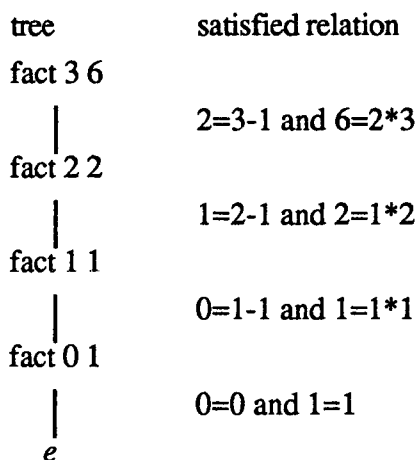 tree satisfied relation
fact 3 6
2=3-1 and 6=2*3
fact 2 2
1=2-1 and 2=1*2
fact 1 1
0=1-1 and 1=1*1
fact 0 1
0=0 and 1=1
e